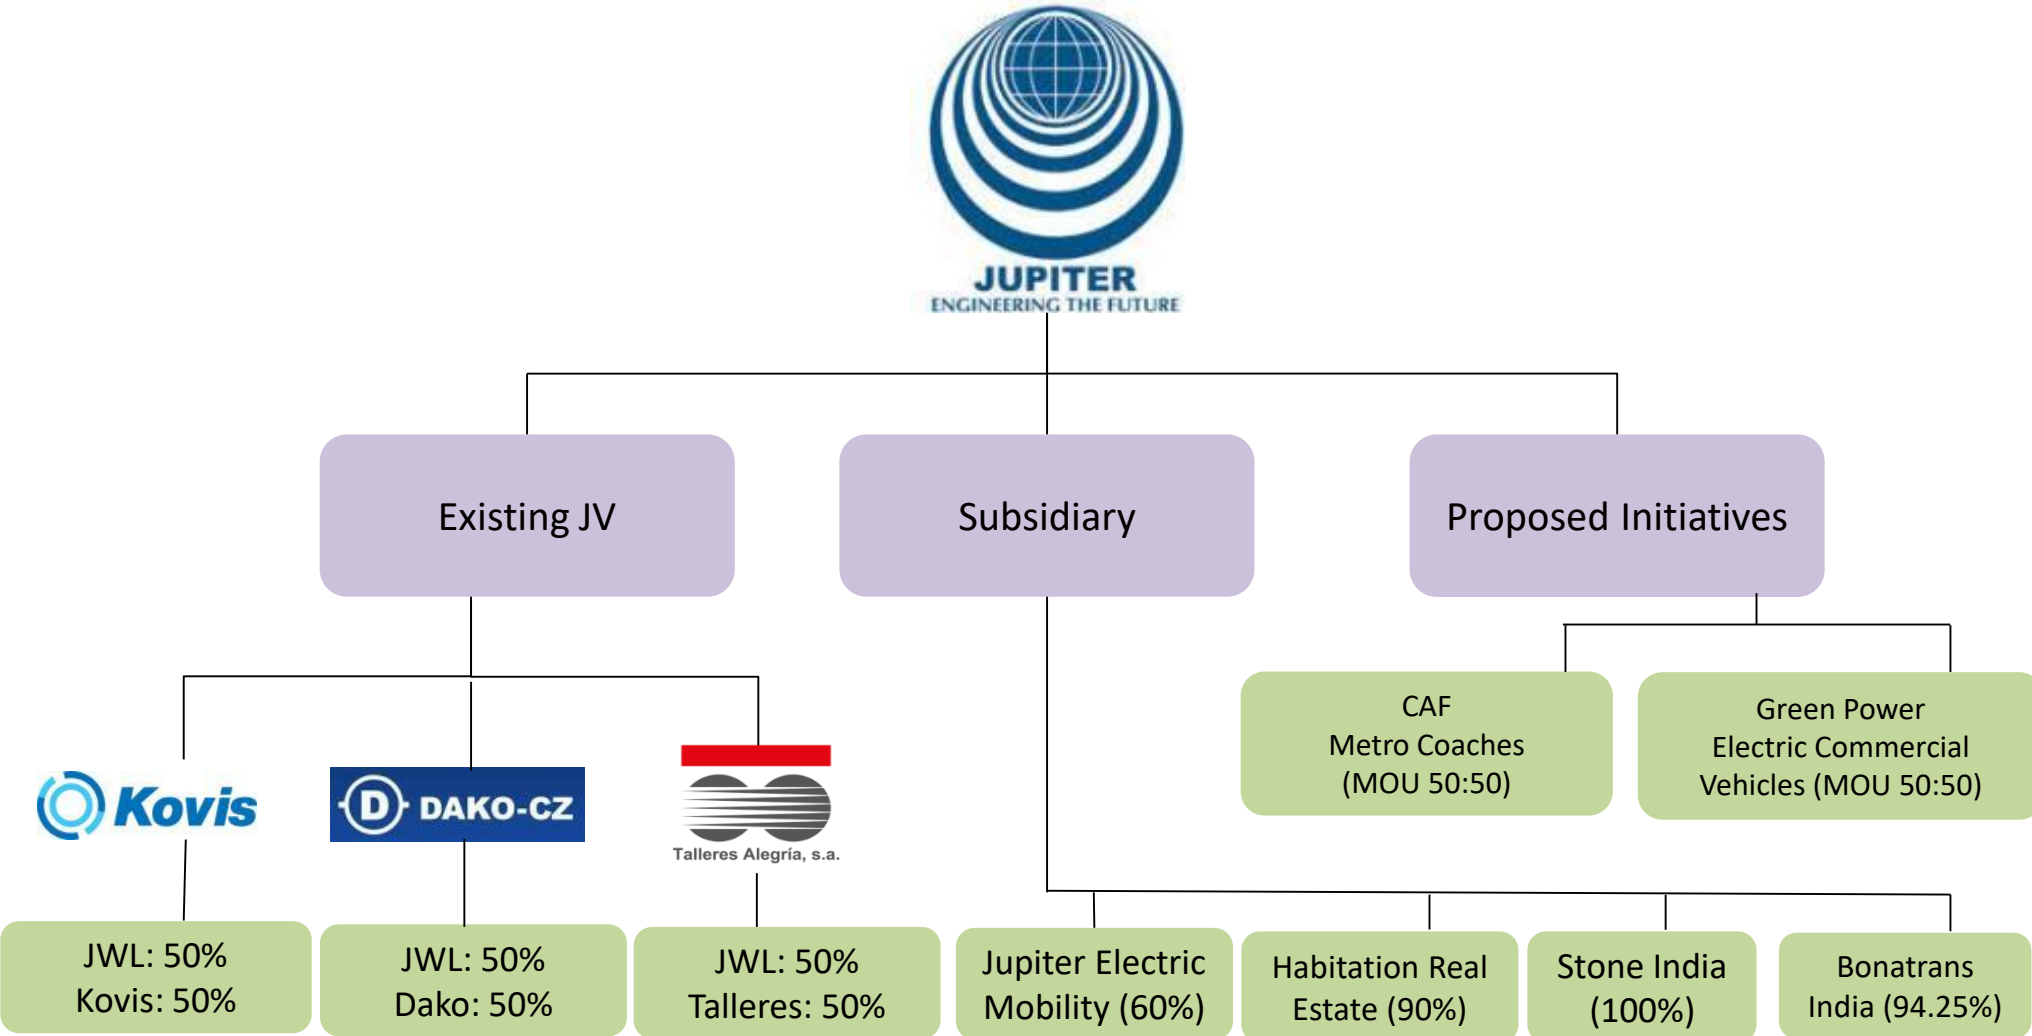 JUPITER
ENGINEERING THE FUTURE
Existing JV
Subsidiary
Proposed Initiatives
CAF
Metro Coaches
(MOU 50:50)
Green Power
Electric Commercial
Vehicles (MOU 50:50)
Kovis
D DAKO-CZ
Talleres Alegría, s.a.
JWL: 50%
Kovis: 50%
JWL: 50%
Dako: 50%
JWL: 50%
Talleres: 50%
Jupiter Electric
Mobility (60%)
Habitation Real
Estate (90%)
Stone India
(100%)
Bonatrans
India (94.25%)